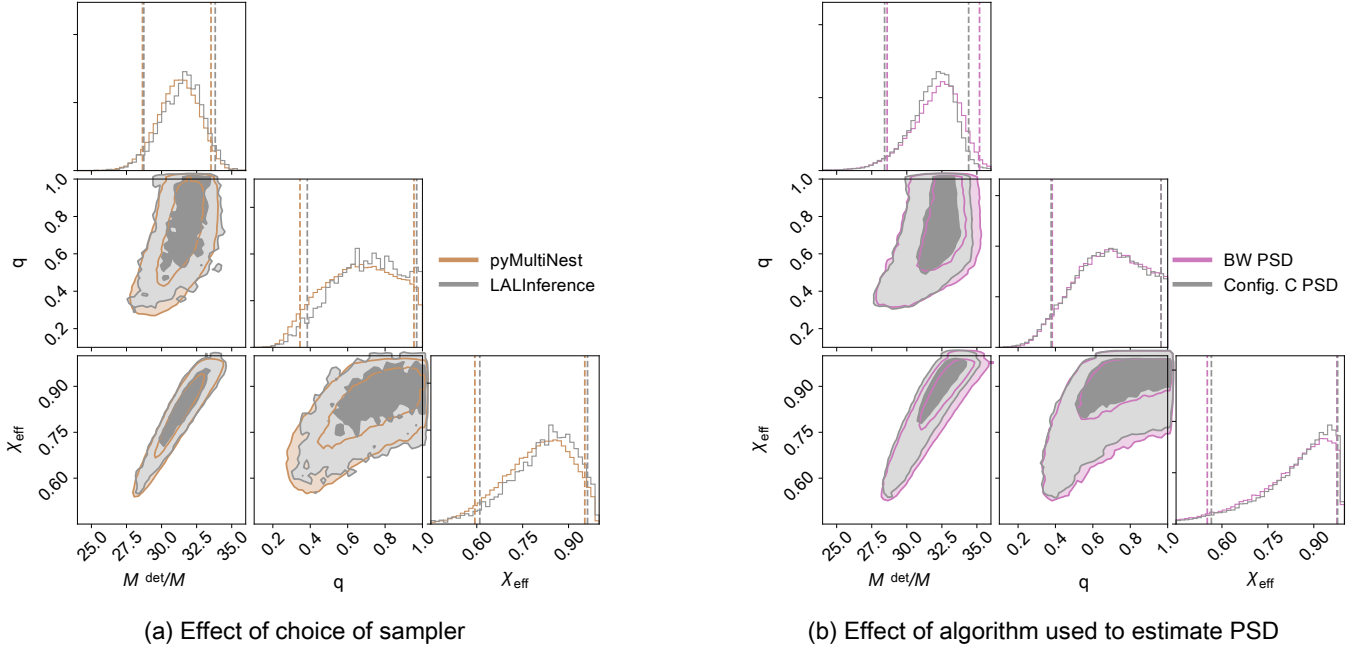 q
1.0
0.8
0.6
0.4
0.2
pyMultiNest
LALInference
χeff
0.90
0.75
0.60
25.0
27.5
30.0
32.5
35.0
M det/M
0.2
0.4
0.6
0.8
1.0
q
0.60
0.75
0.90
χeff
(a) Effect of choice of sampler
q
1.0
0.8
0.6
0.4
0.2
BW PSD
Config. C PSD
χeff
0.90
0.75
0.60
25.0
27.5
30.0
32.5
35.0
M det/M
0.2
0.4
0.6
0.8
1.0
q
0.60
0.75
0.90
χeff
(b) Effect of algorithm used to estimate PSD